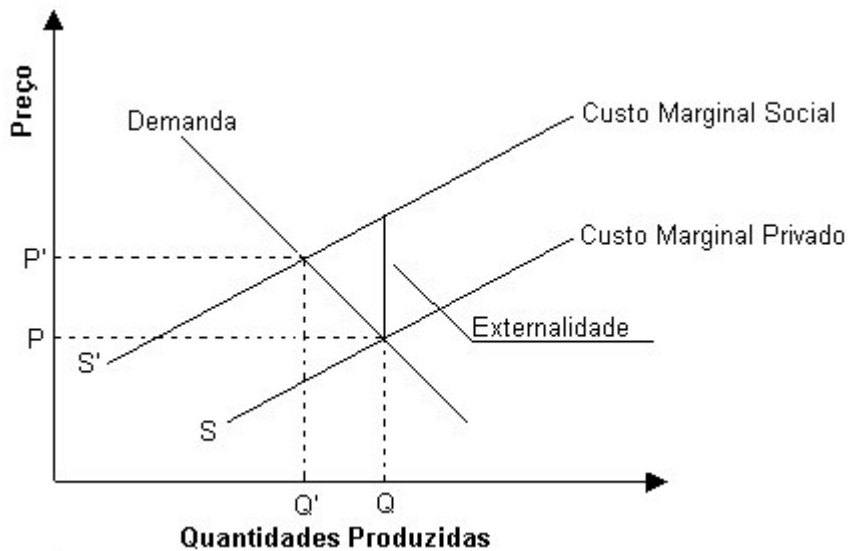 Preço
Demanda
Custo Marginal Social
Custo Marginal Privado
P'
P
Externalidade
S'
S
Q'
Q
Quantidades Produzidas